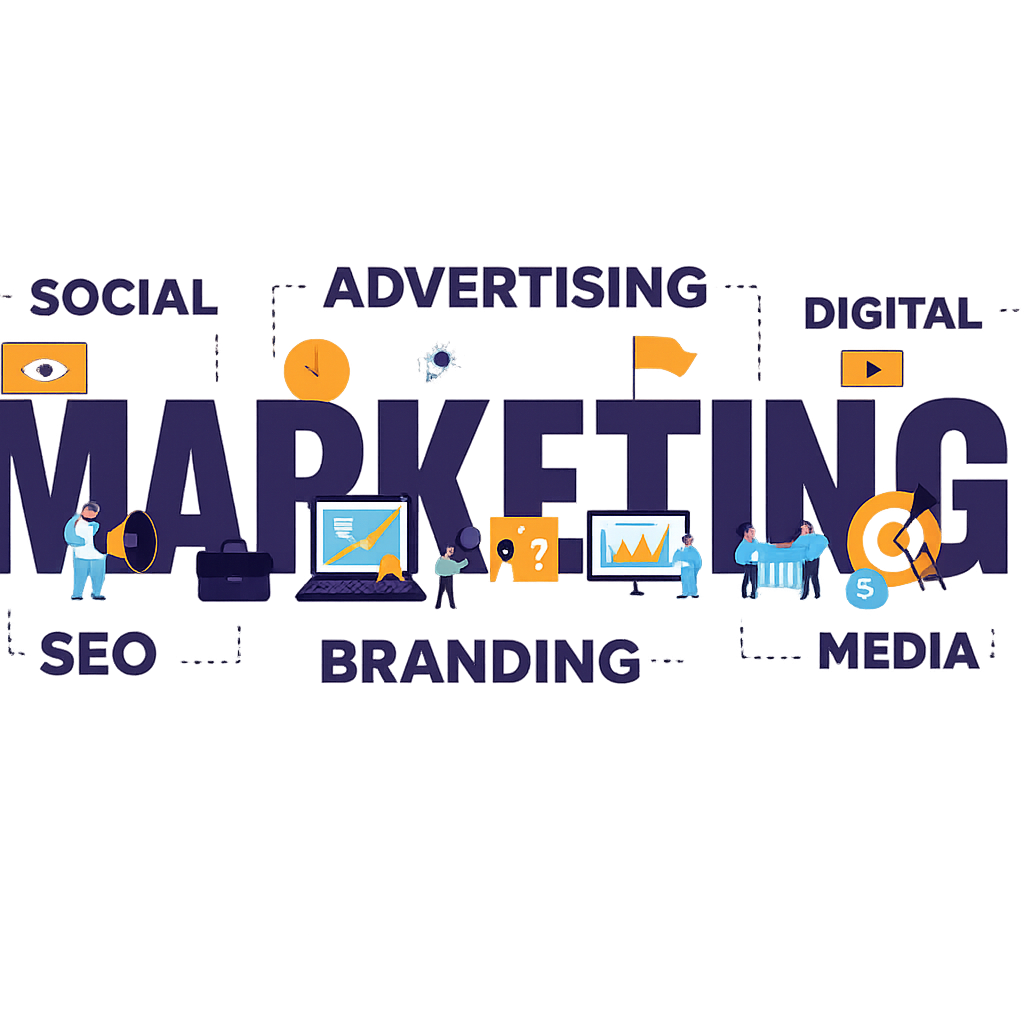 SOCIAL
ADVERTISING
DIGITAL
MARKETING
?
$
SEO
BRANDING
MEDIA